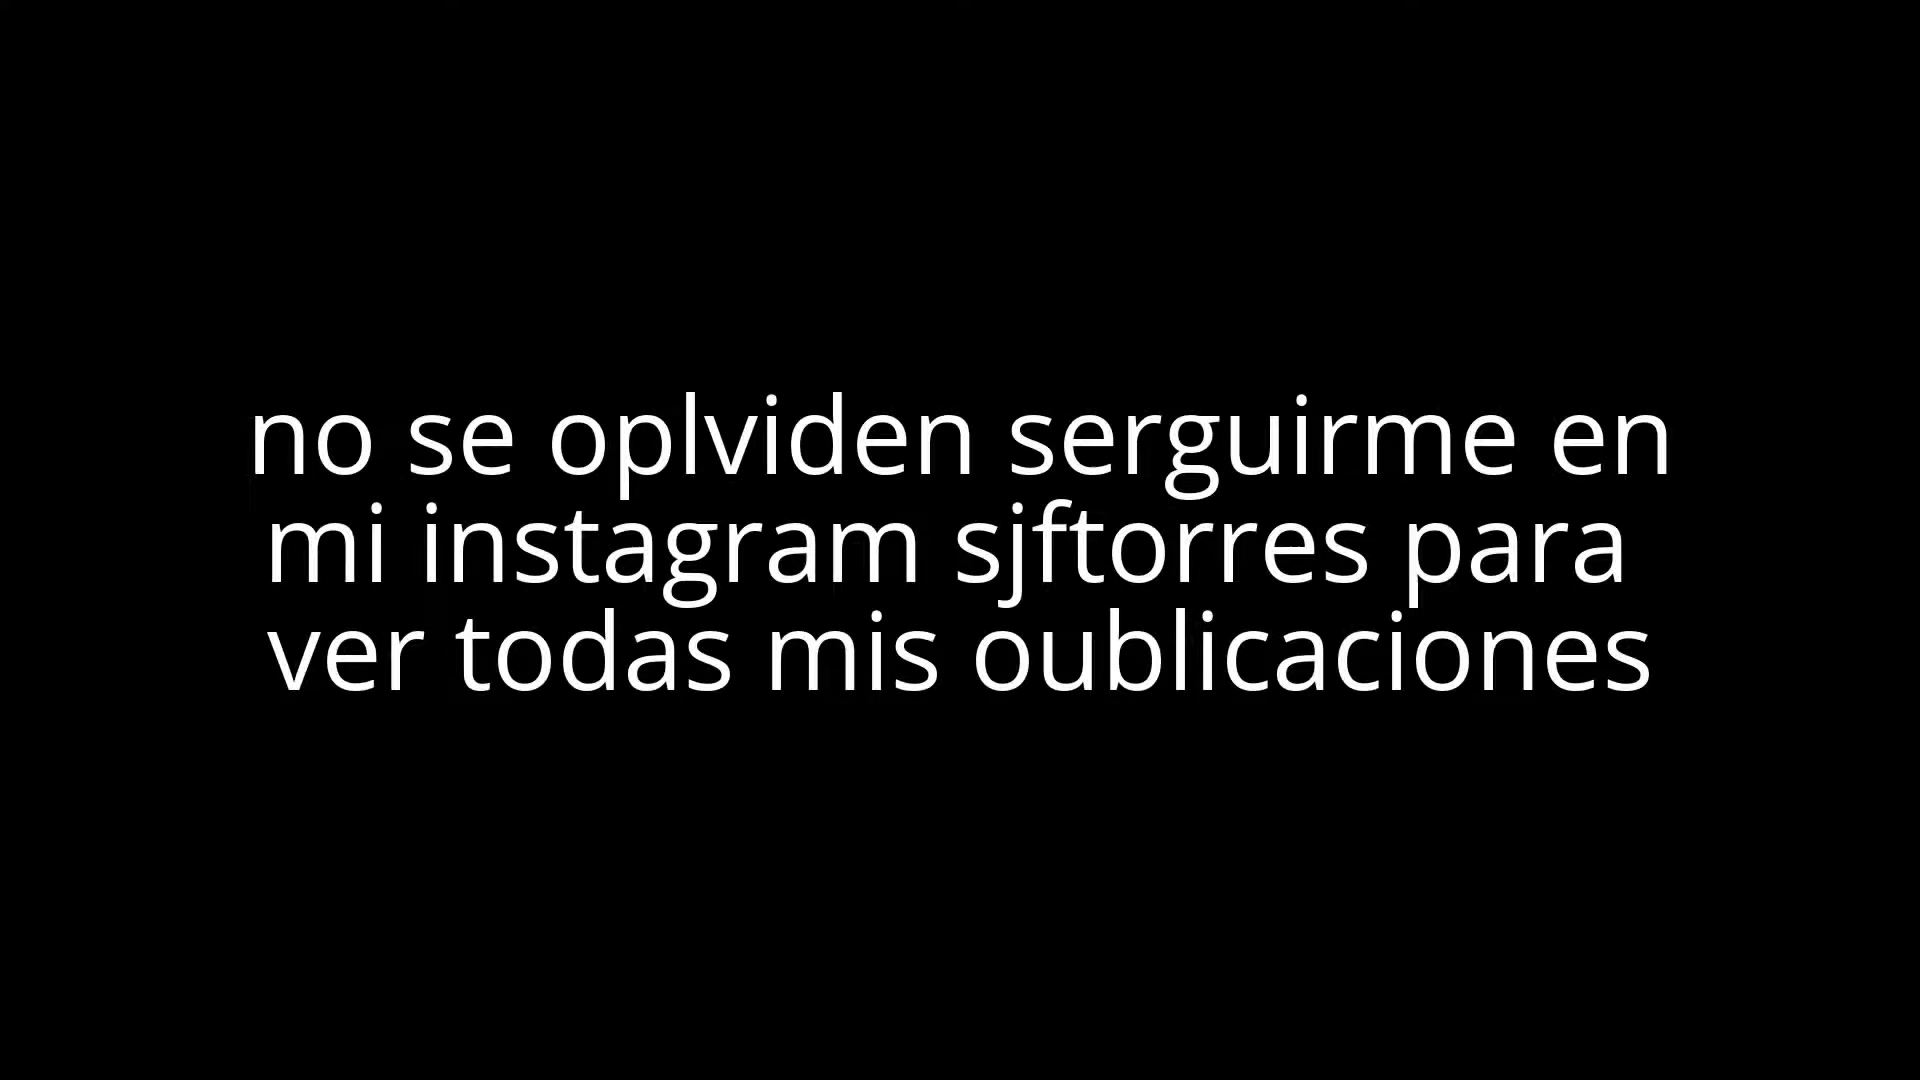 no se oplviden serguirme en
mi instagram sjftorres para
ver todas mis oublicaciones